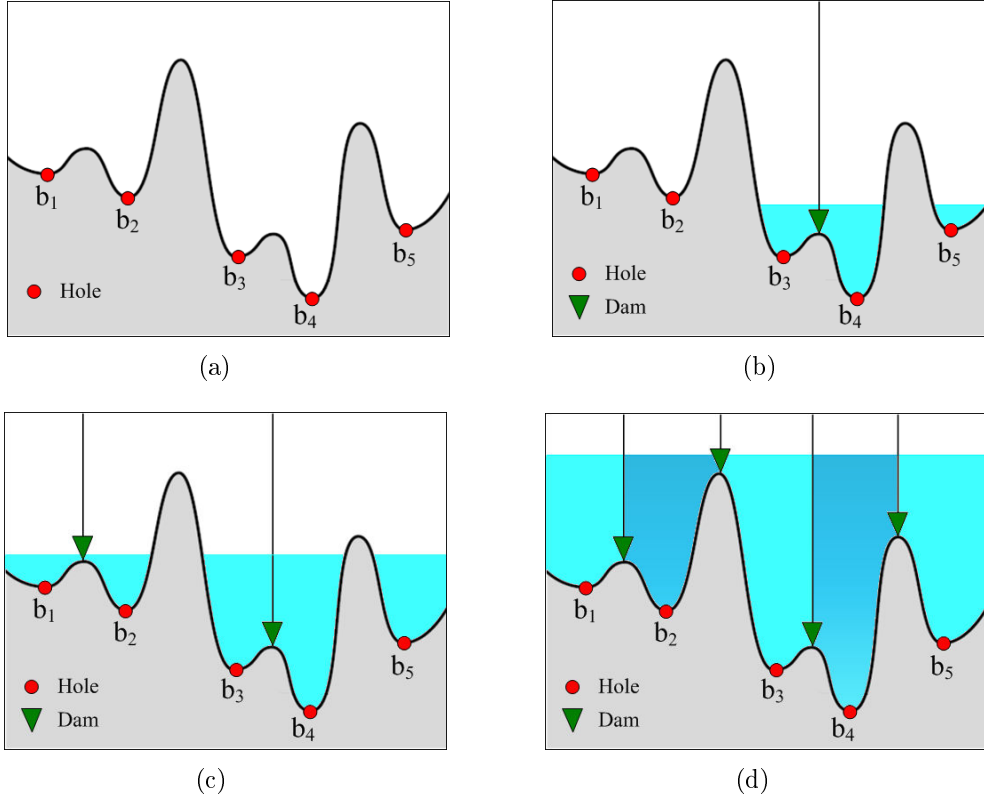 b₁
b₂
b₃
b₄
b₅
Hole
(a)
b₁
b₂
b₃
b₄
b₅
Hole
Dam
(b)
b₁
b₂
b₃
b₄
b₅
Hole
Dam
(c)
b₁
b₂
b₃
b₄
b₅
Hole
Dam
(d)